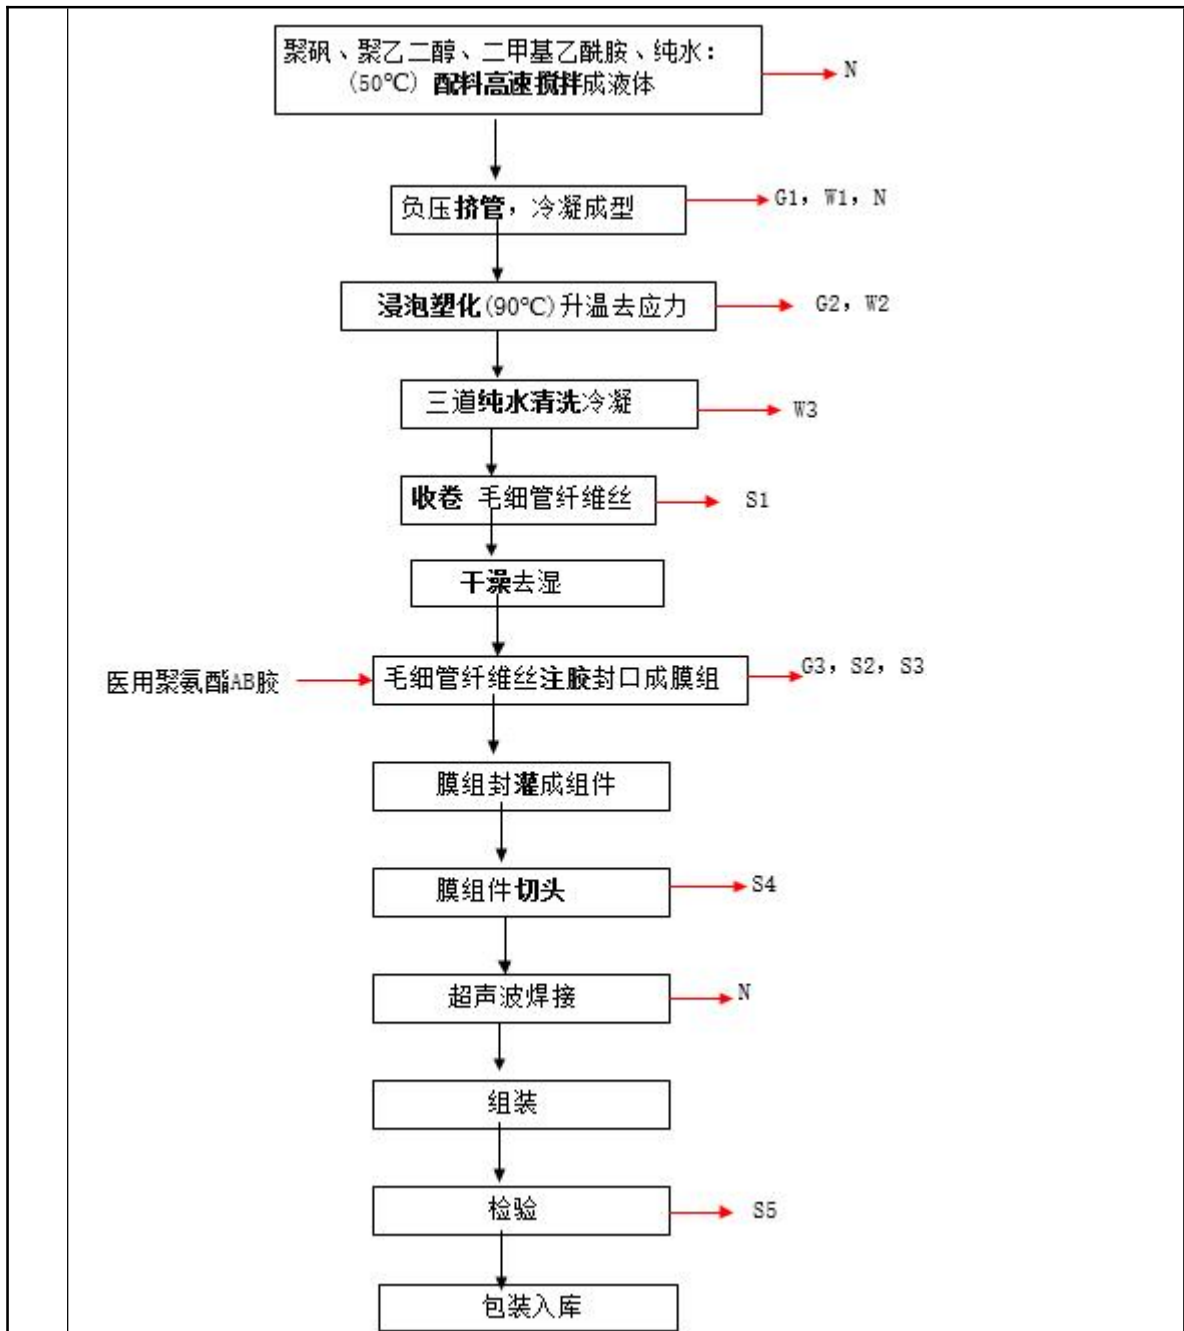 聚砜、聚乙二醇、二甲基乙酰胺、纯水：
(50℃) 配料高速搅拌成液体
N
负压挤管，冷凝成型
G1，W1，N
浸泡塑化(90℃)升温去应力
G2，W2
三道纯水清洗冷凝
W3
收卷 毛细管纤维丝
S1
干燥去湿
医用聚氨酯AB胶
毛细管纤维丝注胶封口成膜组
G3，S2，S3
膜组封灌成组件
膜组件切头
S4
超声波焊接
N
组装
检验
S5
包装入库